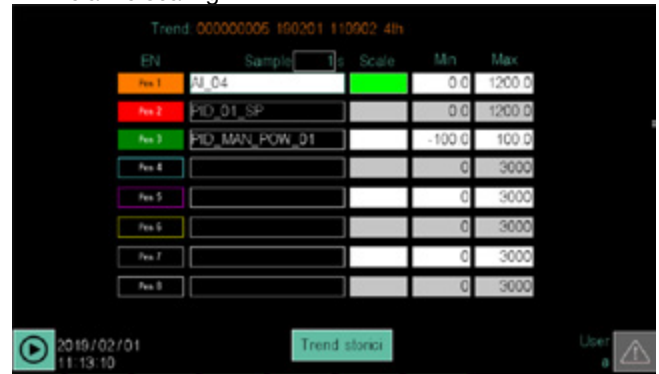 Trend: 000000005 190201 110902 4th
EN Sample 1 s Scale Min Max
Pen 1 AI_04 0.0 1200.0
Pen 2 PID_01_SP 0.0 1200.0
Pen 3 PID_MAN_POW_01 -100.0 100.0
Pen 4 0 3000
Pen 5 0 3000
Pen 6 0 3000
Pen 7 0 3000
Pen 8 0 3000
2019/02/01
11:13:10
Trend storici
User
a